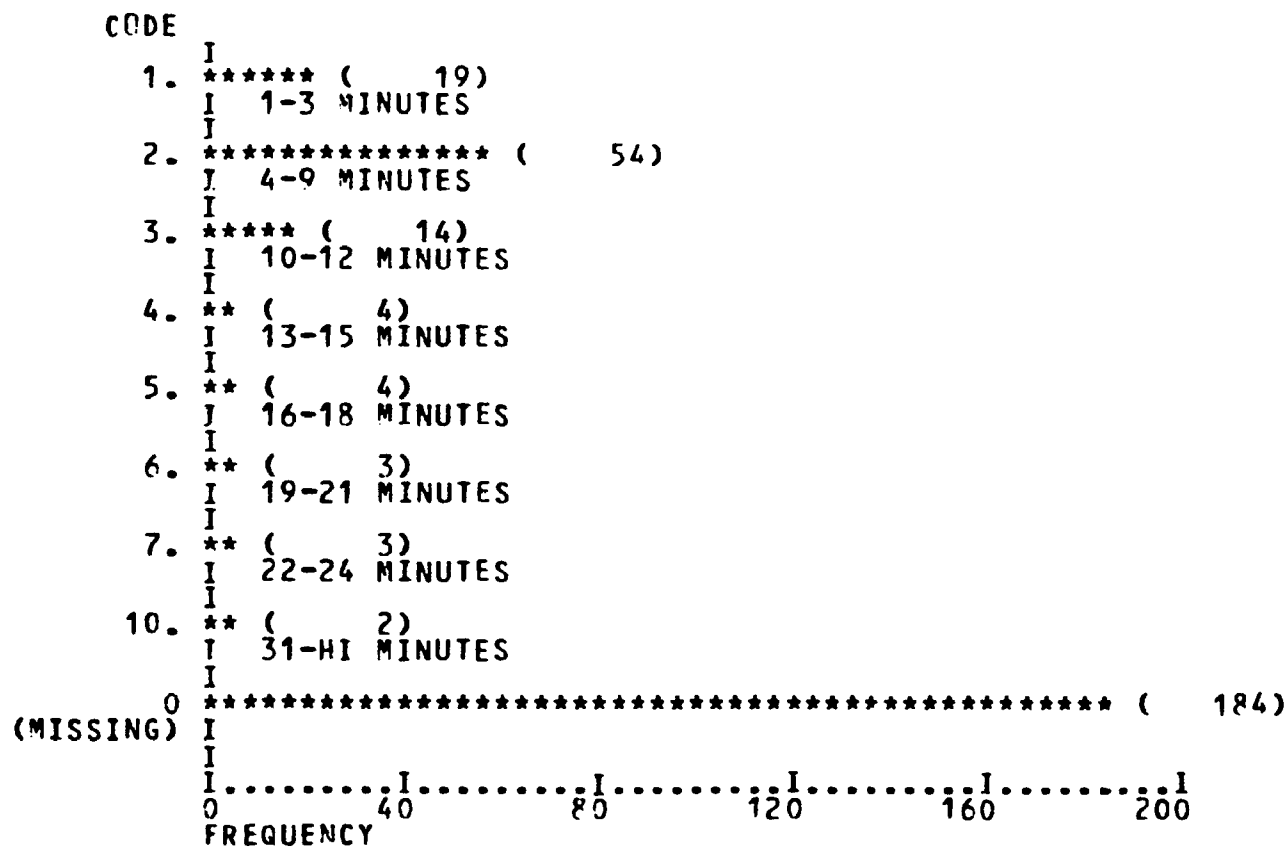 CODE
I
1. ****** ( 19)
I 1-3 MINUTES
I
2. *************** ( 54)
I 4-9 MINUTES
I
3. ***** ( 14)
I 10-12 MINUTES
I
4. ** ( 4)
I 13-15 MINUTES
I
5. ** ( 4)
I 16-18 MINUTES
I
6. ** ( 3)
I 19-21 MINUTES
I
7. ** ( 3)
I 22-24 MINUTES
I
10. ** ( 2)
I 31-HI MINUTES
I
0 *********************************************** ( 184)
(MISSING) I
I
I.........I.........I.........I.........I.........I
0 40 80 120 160 200
FREQUENCY